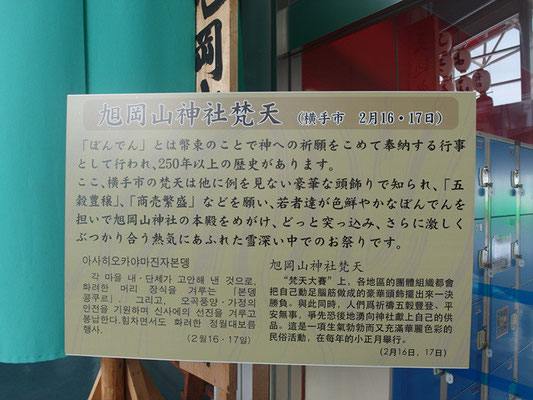 旭岡山神社梵天 (横手市 2月16・17日)
「ぼんでん」とは幣束のことで神への祈願をこめて奉納する行事
として行われ、250年以上の歴史があります。
ここ、横手市の梵天は他に例を見ない豪華な頭飾りで知られ、「五
穀豊穣」、「商売繁盛」などを願い、若者達が色鮮やかなぼんでんを
担いで旭岡山神社の本殿をめがけ、どっと突っ込み、さらに激しく
ぶつかり合う熱気にあふれた雪深い中でのお祭りです。
아사히오카야마진자본뎅
각 마을 내·단체가 고안해 낸 것으로,
화려한 머리 장식을 겨루는 「본뎅
콩쿠르」. 그리고, 오곡풍양·가정의
안전을 기원하며 신사에의 선진을 겨루고
봉납한다.힘자면서도 화려한 정월대보름
행사.
(2월16·17일)
旭岡山神社梵天
"梵天大賽"上，各地區的團體組織都會
把自己動足腦筋做成的豪華頭飾擺出來一決
勝負。與此同時，人們爲祈禱五穀豐登、平
安無事，爭先恐後地湧向神社獻上自己的供
品。這是一項生氣勃勃而又充滿華麗色彩的
民俗活動，在每年的小正月舉行。
(2月16日，17日)